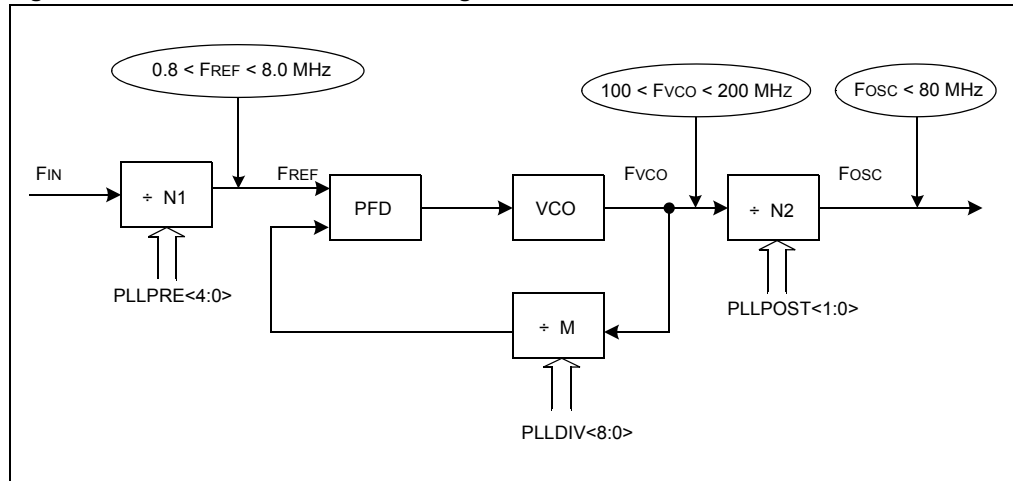 0.8 < FREF < 8.0 MHz
100 < FVCO < 200 MHz
FOSC < 80 MHz
FIN
÷ N1
FREF
PFD
VCO
FVCO
÷ N2
FOSC
PLLPRE<4:0>
÷ M
PLLPOST<1:0>
PLLDIV<8:0>